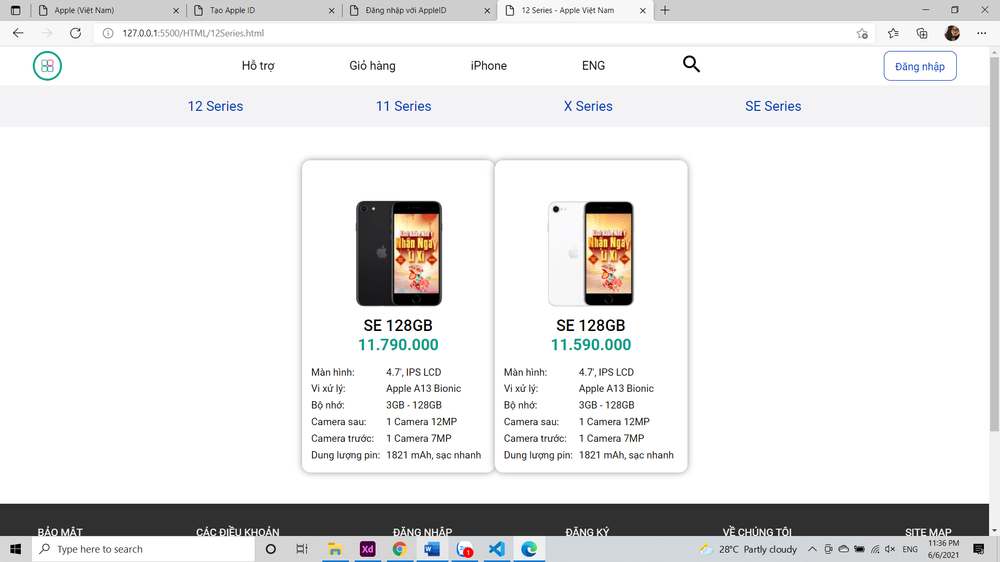 Apple (Việt Nam)
Tạo Apple ID
Đăng nhập với AppleID
12 Series - Apple Việt Nam
127.0.0.1:5500/HTML/12Series.html
Hỗ trợ
Giỏ hàng
iPhone
ENG
Đăng nhập
12 Series
11 Series
X Series
SE Series
Khai Xuân Như Ý
Nhận Ngay
Lì Xì
2021
SE 128GB
11.790.000
Màn hình: 4.7', IPS LCD
Vi xử lý: Apple A13 Bionic
Bộ nhớ: 3GB - 128GB
Camera sau: 1 Camera 12MP
Camera trước: 1 Camera 7MP
Dung lượng pin: 1821 mAh, sạc nhanh
Khai Xuân Như Ý
Nhận Ngay
Lì Xì
2021
SE 128GB
11.590.000
Màn hình: 4.7', IPS LCD
Vi xử lý: Apple A13 Bionic
Bộ nhớ: 3GB - 128GB
Camera sau: 1 Camera 12MP
Camera trước: 1 Camera 7MP
Dung lượng pin: 1821 mAh, sạc nhanh
BẢO MẬT
CÁC ĐIỀU KHOẢN
ĐĂNG NHẬP
ĐĂNG KÝ
VỀ CHÚNG TÔI
SITE MAP
Type here to search
Xd
1
28°C Partly cloudy
ENG
11:36 PM
6/6/2021